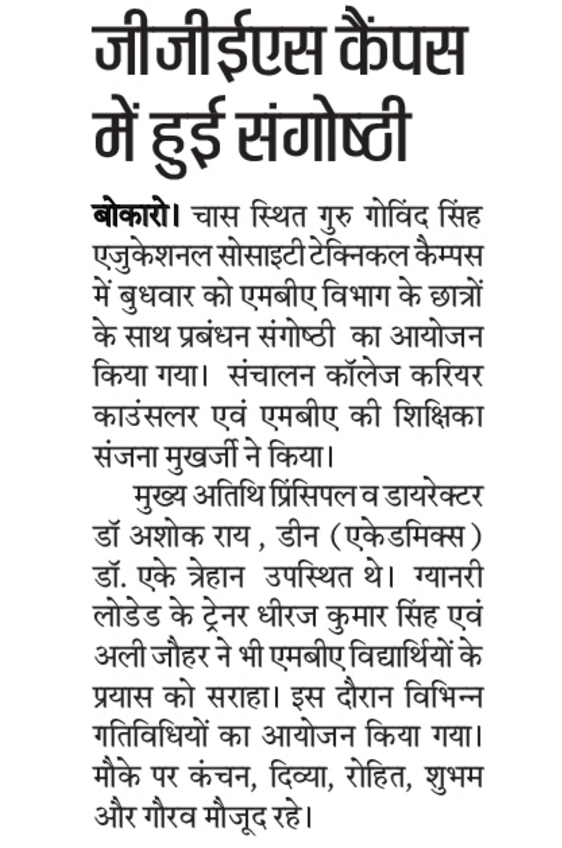 जीजीईएस कैंपस
में हुई संगोष्ठी
बोकारो। चास स्थित गुरु गोविंद सिंह
एजुकेशनल सोसाइटी टेक्निकल कैम्पस
में बुधवार को एमबीए विभाग के छात्रों
के साथ प्रबंधन संगोष्ठी का आयोजन
किया गया। संचालन कॉलेज करियर
काउंसलर एवं एमबीए की शिक्षिका
संजना मुखर्जी ने किया।
मुख्य अतिथि प्रिंसिपल व डायरेक्टर
डॉ अशोक राय , डीन (एकेडमिक्स)
डॉ. एके त्रेहान उपस्थित थे। ग्यानरी
लोडेड के ट्रेनर धीरज कुमार सिंह एवं
अली जौहर ने भी एमबीए विद्यार्थियों के
प्रयास को सराहा। इस दौरान विभिन्न
गतिविधियों का आयोजन किया गया।
मौके पर कंचन, दिव्या, रोहित, शुभम
और गौरव मौजूद रहे।